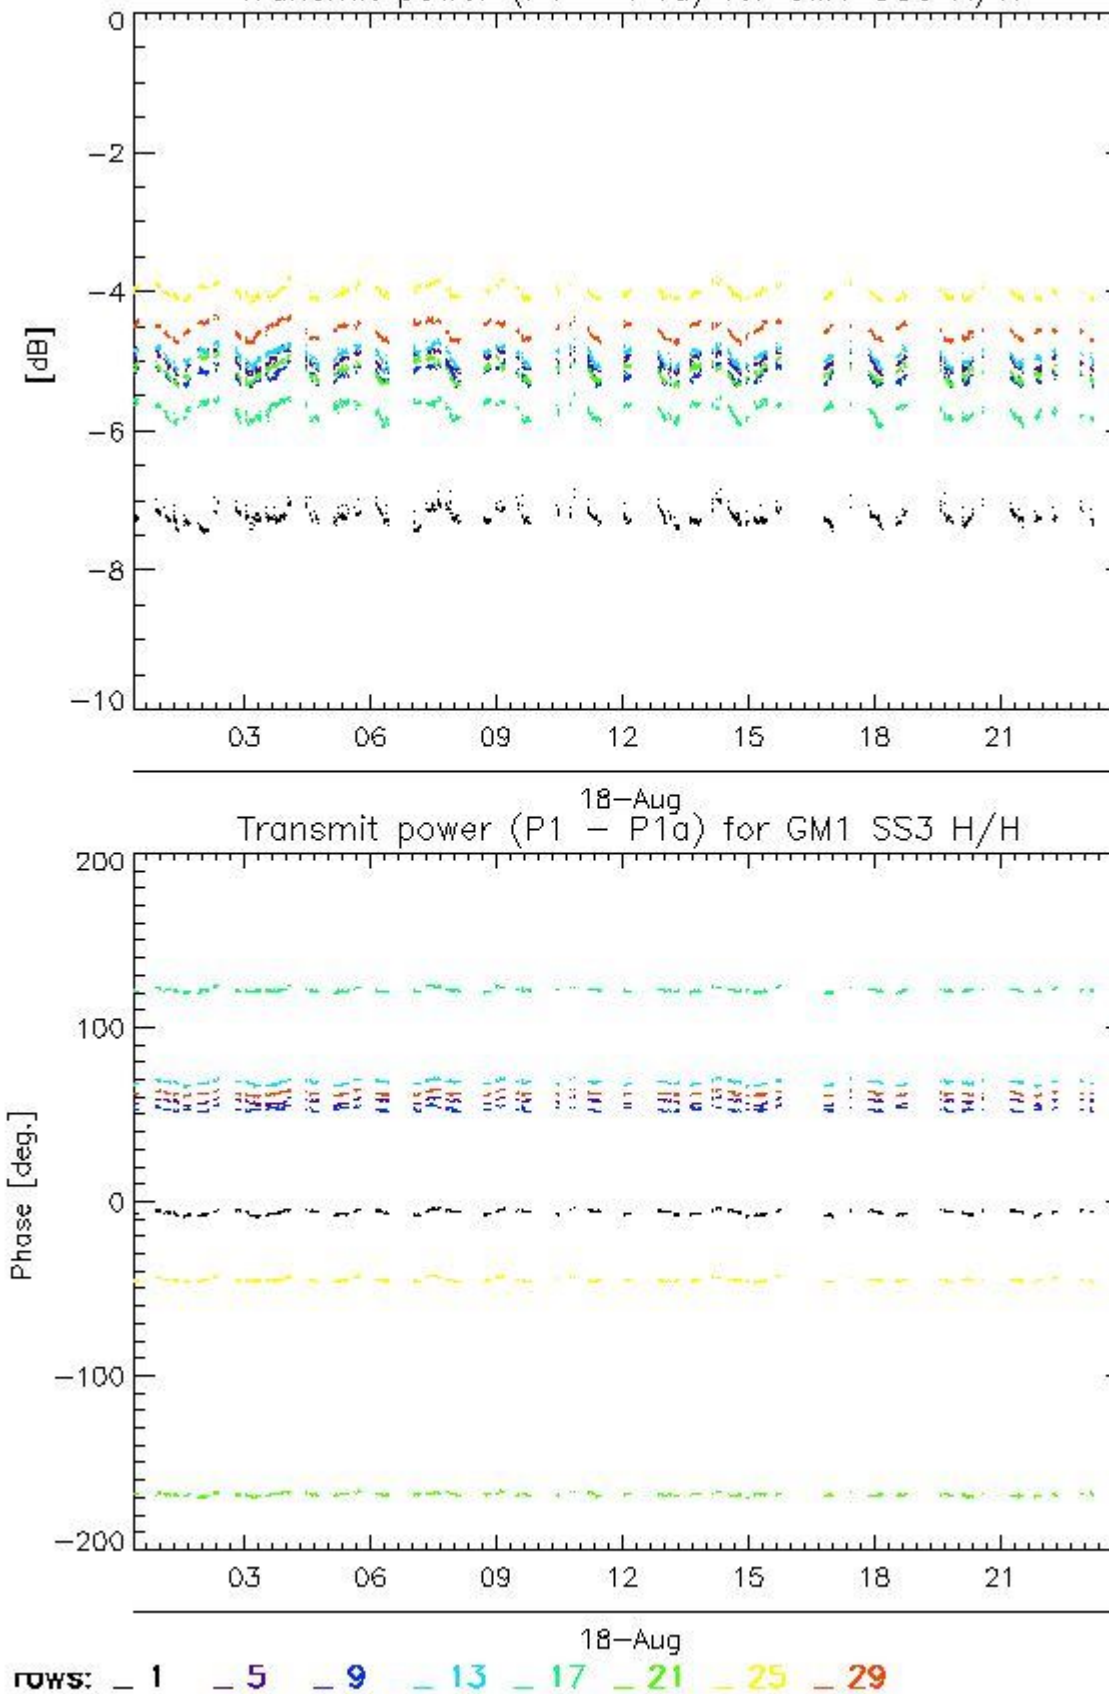 0
-2
-4
[dB]
-6
-8
-10
03 06 09 12 15 18 21
18-Aug
Transmit power (P1 - P1a) for GM1 SS3 H/H
200
100
Phase [deg.]
0
-100
-200
03 06 09 12 15 18 21
18-Aug
rows: _ 1 _ 5 _ 9 _ 13 _ 17 _ 21 _ 25 _ 29